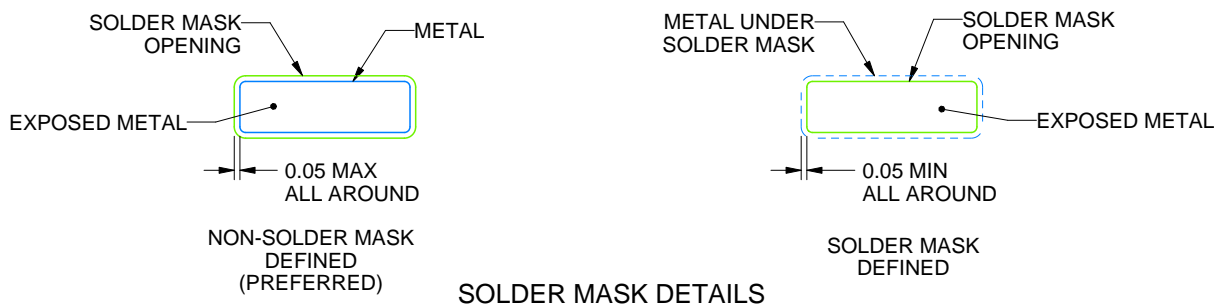 SOLDER MASK
OPENING
METAL
EXPOSED METAL
0.05 MAX
ALL AROUND
NON-SOLDER MASK
DEFINED
(PREFERRED)
METAL UNDER
SOLDER MASK
SOLDER MASK
OPENING
EXPOSED METAL
0.05 MIN
ALL AROUND
SOLDER MASK
DEFINED
SOLDER MASK DETAILS